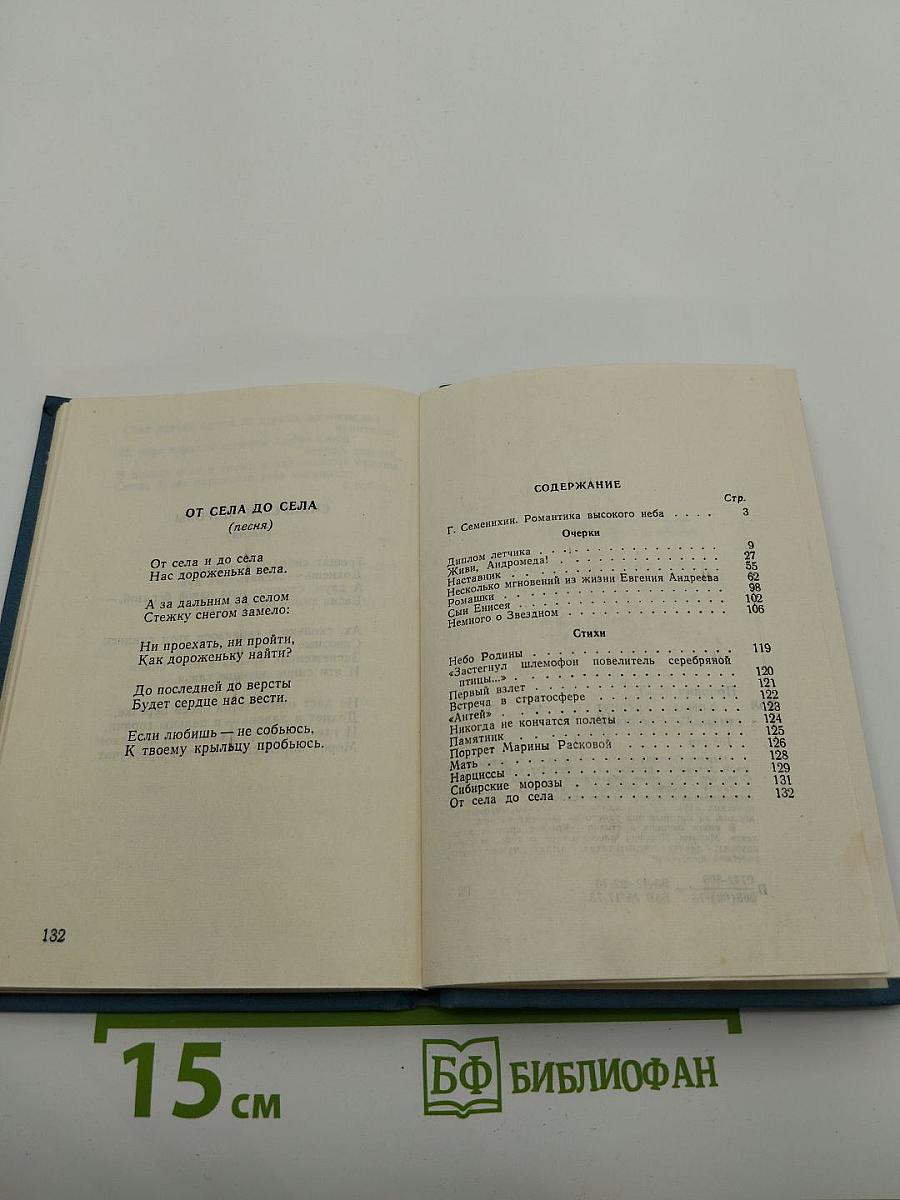 ОТ СЕЛА ДО СЕЛА
(песня)
От села и до села
Нас дороженька вела.
А за дальним за селом
Стежку снегом замело:
Ни проехать, ни пройти,
Как дороженьку найти?
До последней до версты
Будет сердце нас вести.
Если любишь — не собьюсь,
К твоему крыльцу пробьюсь.
132
СОДЕРЖАНИЕ
Стр.
Г. Семенихин. Романтика высокого неба . . . . 3
Очерки
Диплом летчика . . . . . . . . . . . . 9
Живи, Андромеда! . . . . . . . . . . . 27
Наставник . . . . . . . . . . . . . . 55
Несколько мгновений из жизни Евгения Андреева 62
Ромашки . . . . . . . . . . . . . . . 98
Сын Енисея . . . . . . . . . . . . . . 102
Немного о Звездном . . . . . . . . . . . 106
Стихи
Небо Родины . . . . . . . . . . . . . 119
«Застегнул шлемофон повелитель серебряной
птицы...» . . . . . . . . . . . . . . 120
Первый взлет . . . . . . . . . . . . . 121
Встреча в стратосфере . . . . . . . . . . 122
«Антей» . . . . . . . . . . . . . . . 123
Никогда не кончатся полеты . . . . . . . . 124
Памятник . . . . . . . . . . . . . . . 125
Портрет Марины Расковой . . . . . . . . . 126
Мать . . . . . . . . . . . . . . . . 128
Нарциссы . . . . . . . . . . . . . . . 129
Сибирские морозы . . . . . . . . . . . . 131
От села до села . . . . . . . . . . . . 132
15 см
БФ БИБЛИОФАН